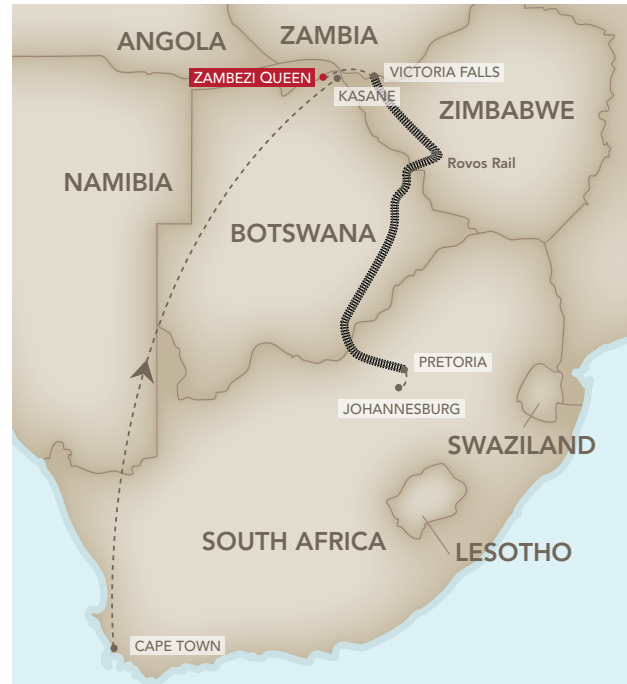 ANGOLA
ZAMBIA
ZAMBEZI QUEEN
VICTORIA FALLS
KASANE
ZIMBABWE
Rovos Rail
NAMIBIA
BOTSWANA
PRETORIA
JOHANNESBURG
SWAZILAND
SOUTH AFRICA
LESOTHO
CAPE TOWN